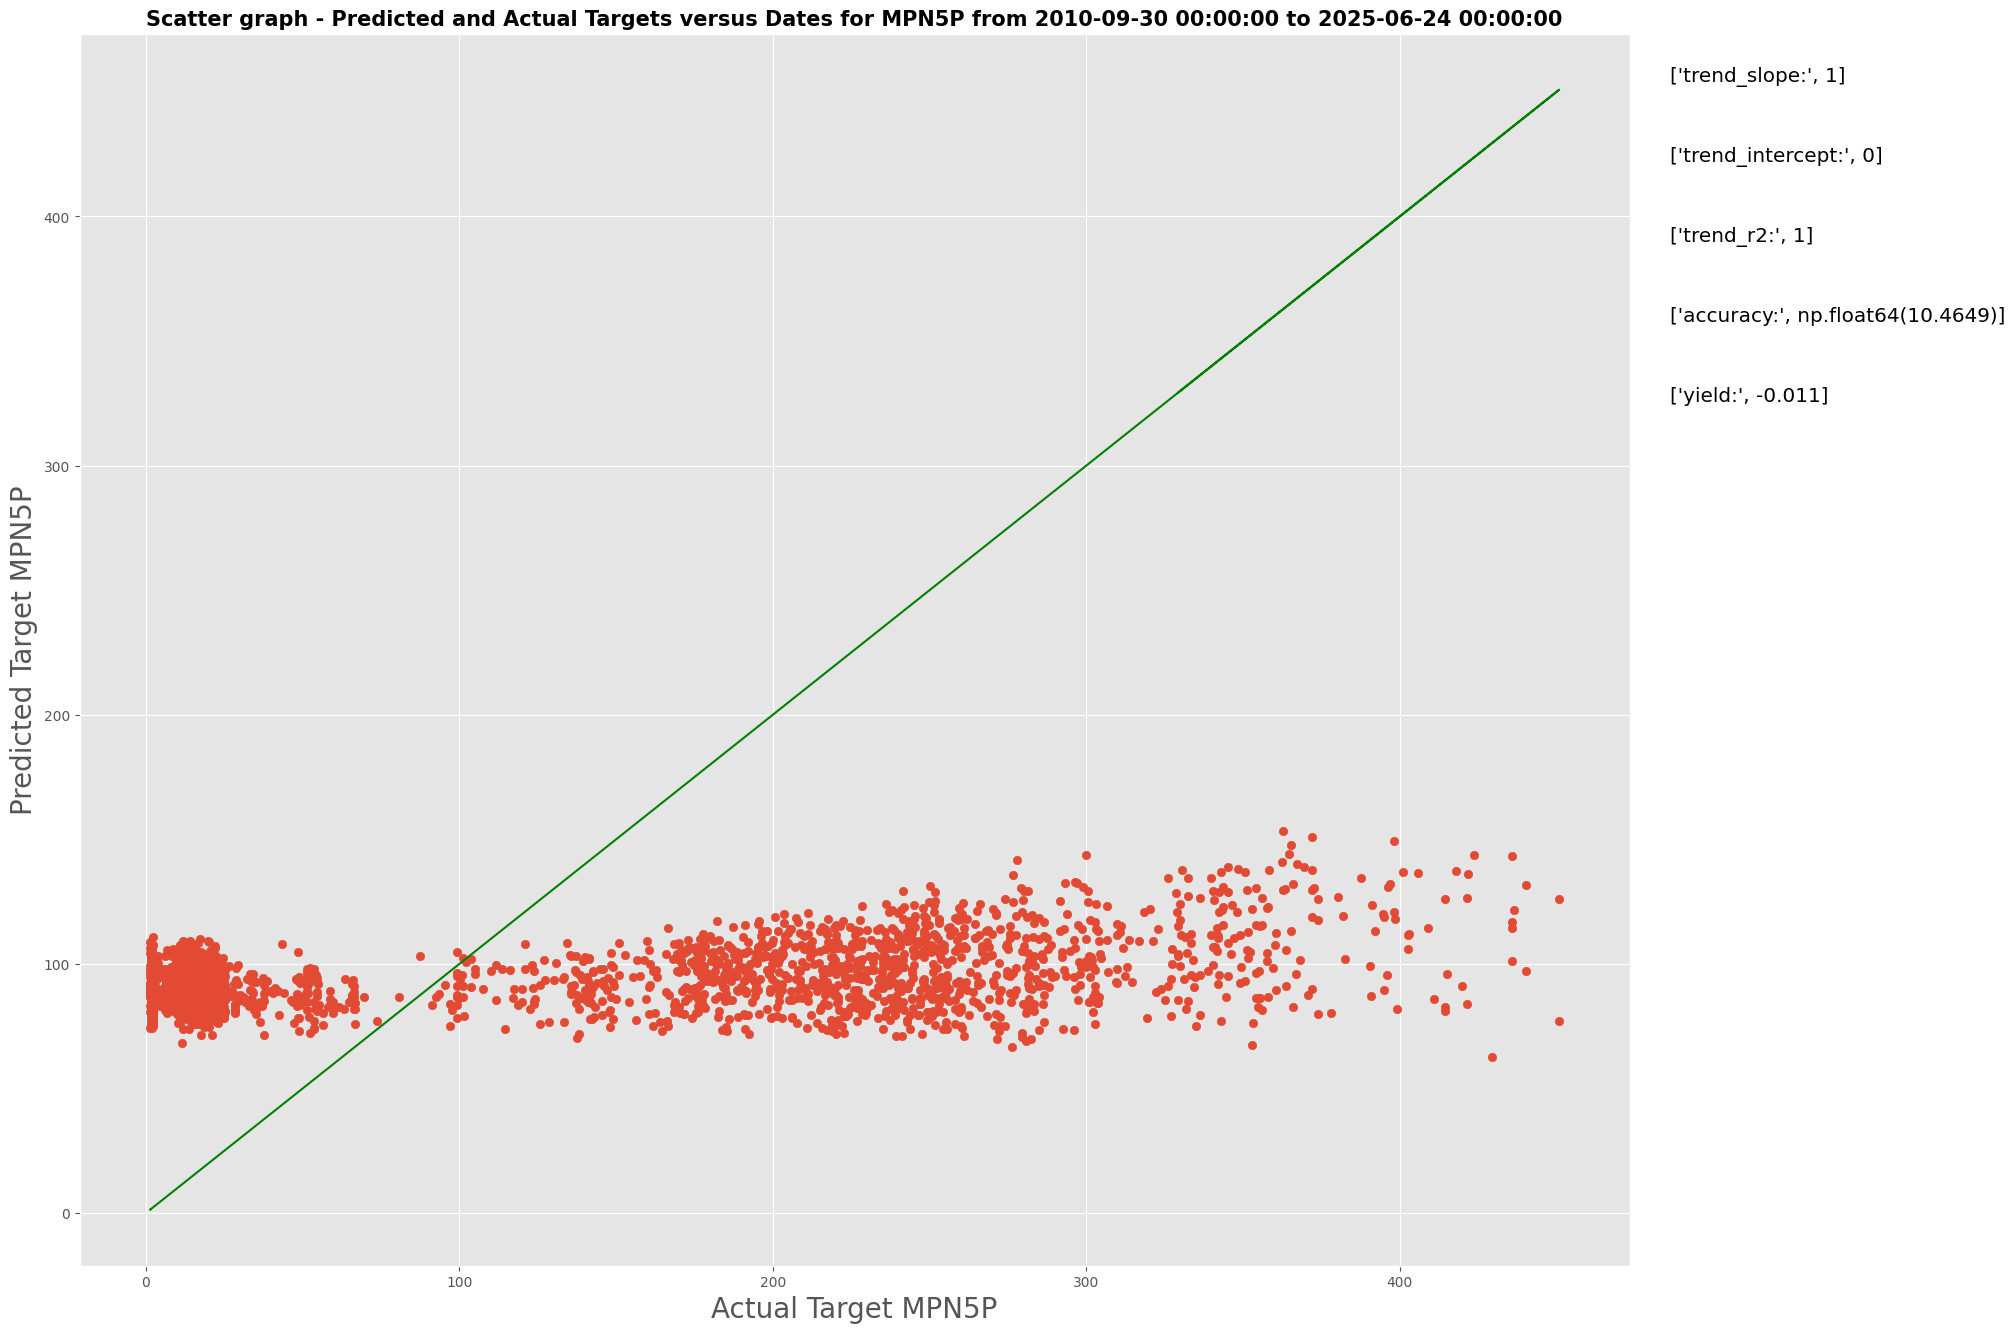 Scatter graph - Predicted and Actual Targets versus Dates for MPN5P from 2010-09-30 00:00:00 to 2025-06-24 00:00:00
['trend_slope:', 1]
['trend_intercept:', 0]
['trend_r2:', 1]
['accuracy:', np.float64(10.4649)]
['yield:', -0.011]
Predicted Target MPN5P
400
300
200
100
0
0 100 200 300 400
Actual Target MPN5P